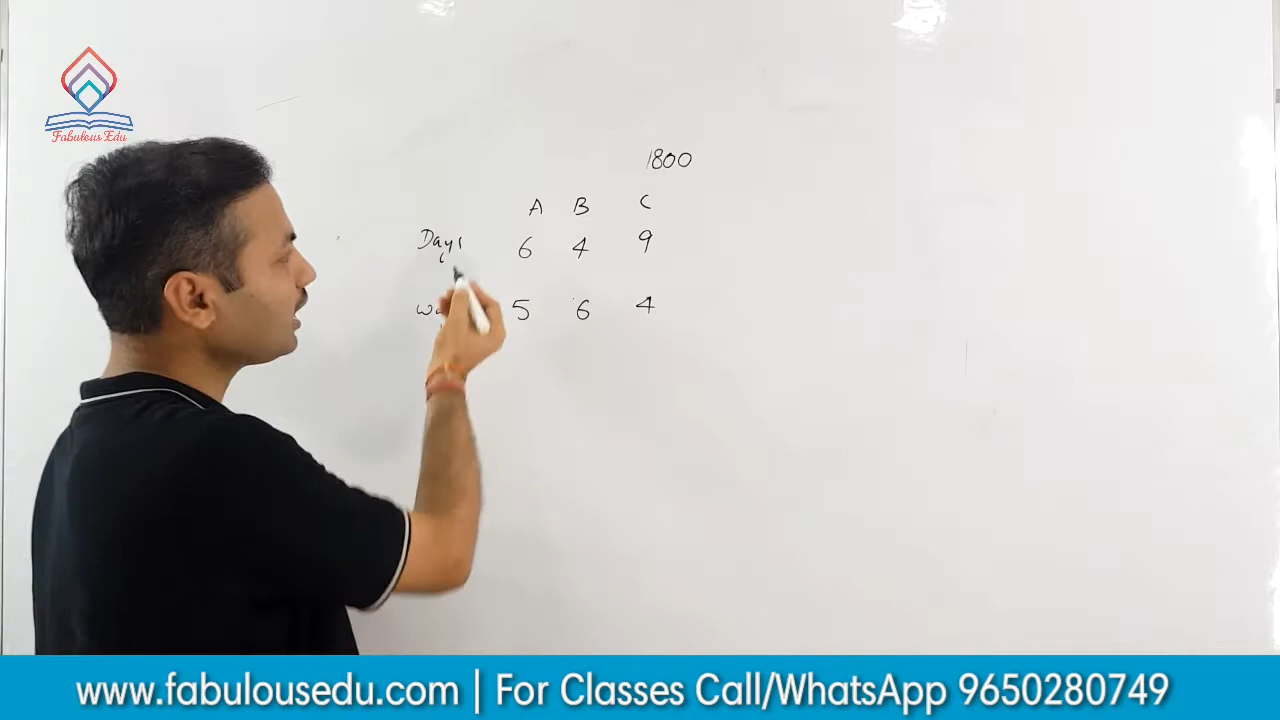 Fabulous Edu
1800
A B C
Days 6 4 9
5 6 4
www.fabulousedu.com | For Classes Call/WhatsApp 9650280749